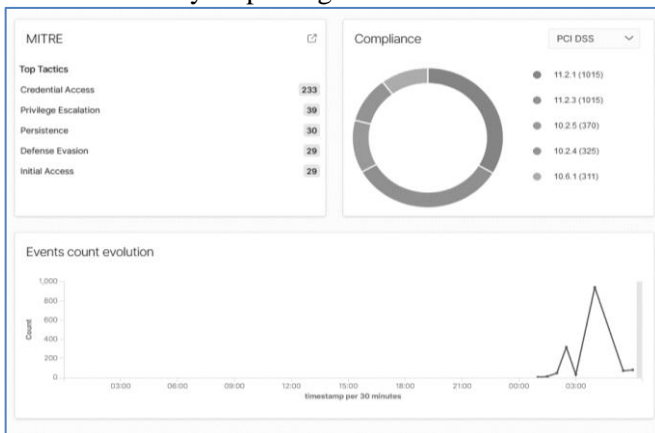 MITRE
Top Tactics
Credential Access 233
Privilege Escalation 39
Persistence 30
Defense Evasion 29
Initial Access 29
Compliance
PCI DSS
11.2.1 (1015)
11.2.3 (1015)
10.2.5 (370)
10.2.4 (325)
10.6.1 (311)
Events count evolution
Count
1,000
800
600
400
200
0
03:00 06:00 09:00 12:00 15:00 18:00 21:00 00:00 03:00
timestamp per 30 minutes